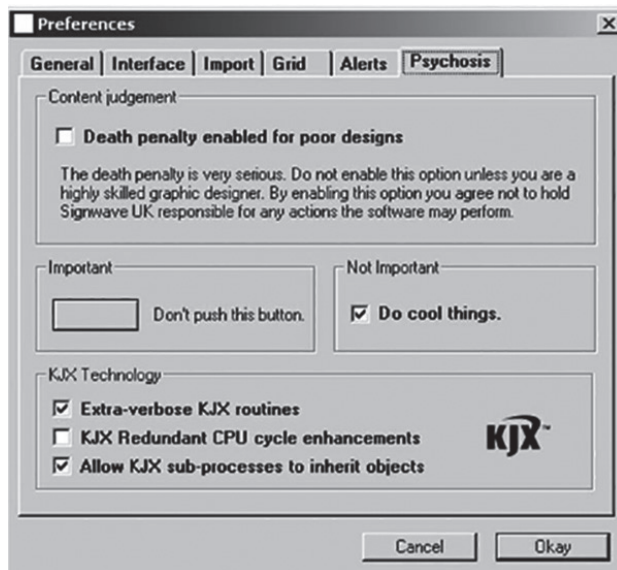 Preferences
General Interface Import Grid Alerts Psychosis
Content judgement
Death penalty enabled for poor designs
The death penalty is very serious. Do not enable this option unless you are a
highly skilled graphic designer. By enabling this option you agree not to hold
Signwave UK responsible for any actions the software may perform.
Important
Don't push this button.
Not Important
Do cool things.
KJX Technology
Extra-verbose KJX routines
KJX Redundant CPU cycle enhancements
Allow KJX sub-processes to inherit objects
KJX™
Cancel Okay